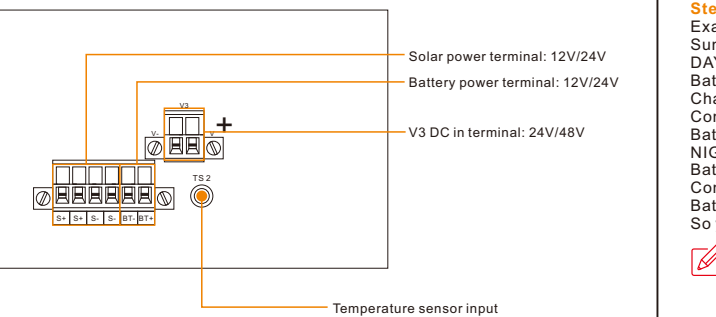 Solar power terminal: 12V/24V
Battery power terminal: 12V/24V
V3
V-
V
+
V3 DC in terminal: 24V/48V
TS 2
S+ S+ S- S- BT- BT+
Temperature sensor input
Ste
Exa
Sur
DAY
Bat
Cha
Cor
Bat
NIG
Bat
Cor
Bat
So